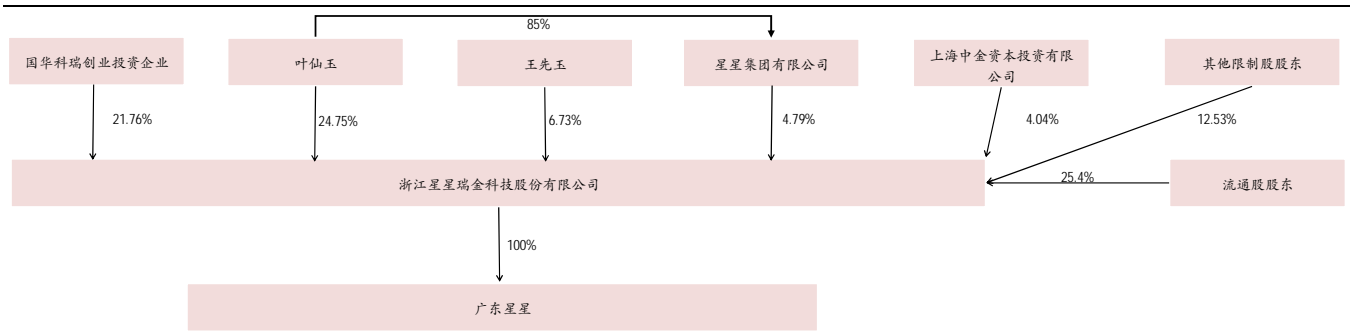 85%
国华科瑞创业投资企业
叶仙玉
王先玉
星星集团有限公司
上海中金资本投资有限
公司
其他限制股股东
21.76%
24.75%
6.73%
4.79%
4.04%
12.53%
浙江星星瑞金科技股份有限公司
25.4%
流通股股东
100%
广东星星